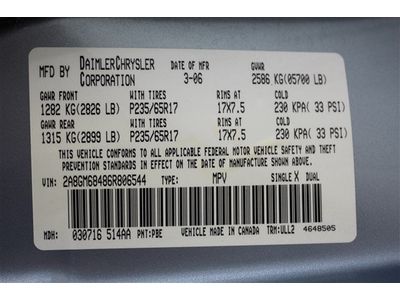 MFD BY DAIMLERCHRYSLER CORPORATION DATE OF MFR 3-06 GVWR 2586 KG(05700 LB)
GAWR FRONT TIRES RIMS AT COLD
1282 KG(2826 LB) P235/65R17 17X7.5 230 KPA( 33 PSI)
GAWR REAR TIRES RIMS AT COLD
1315 KG(2899 LB) P235/65R17 17X7.5 230 KPA( 33 PSI)
THIS VEHICLE CONFORMS TO ALL APPLICABLE FEDERAL MOTOR VEHICLE SAFETY AND THEFT
PREVENTION STANDARDS IN EFFECT ON THE DATE OF MANUFACTURE SHOWN ABOVE.
VIN: 2A8GM68486R806544 TYPE: MPV SINGLE X DUAL
MDH: 030716 514AA PNT:PBE VEHICLE MADE IN CANADA TRM:ULL2 4648505